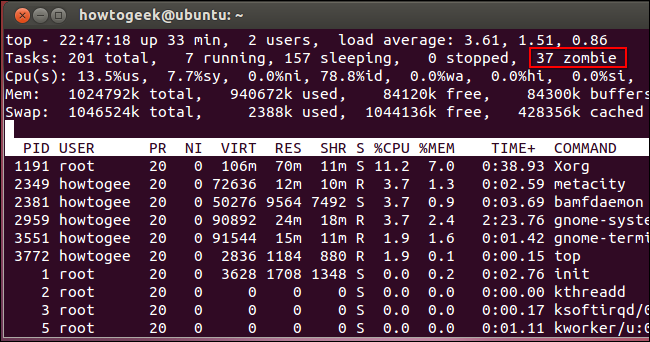 howtogeek@ubuntu: ~
top - 22:47:18 up 33 min,  2 users,  load average: 3.61, 1.51, 0.86
Tasks: 201 total,   7 running, 157 sleeping,   0 stopped,  37 zombie
Cpu(s): 13.5%us,  7.7%sy,  0.0%ni, 78.8%id,  0.0%wa,  0.0%hi,  0.0%si,
Mem:   1024792k total,   940672k used,    84120k free,    84300k buffers
Swap:  1046524k total,     2388k used,  1044136k free,   428356k cached
PID USER      PR  NI  VIRT  RES  SHR S %CPU %MEM    TIME+  COMMAND
1191 root      20   0  106m  70m  11m S 11.2  7.0   0:38.93 Xorg
2349 howtogee  20   0 72636  12m  10m R  3.7  1.3   0:02.59 metacity
2381 howtogee  20   0 50276 9564 7492 S  3.7  0.9   0:03.69 bamfdaemon
2959 howtogee  20   0 90892  24m  18m R  3.7  2.4   2:23.76 gnome-syste
3551 howtogee  20   0 91544  15m  11m R  1.9  1.6   0:01.42 gnome-termi
3772 howtogee  20   0  2836 1184  880 R  1.9  0.1   0:00.15 top
1 root      20   0  3628 1708 1348 S  0.0  0.2   0:02.76 init
2 root      20   0     0    0    0 S  0.0  0.0   0:00.00 kthreadd
3 root      20   0     0    0    0 S  0.0  0.0   0:00.17 ksoftirqd/0
5 root      20   0     0    0    0 S  0.0  0.0   0:01.11 kworker/u:0